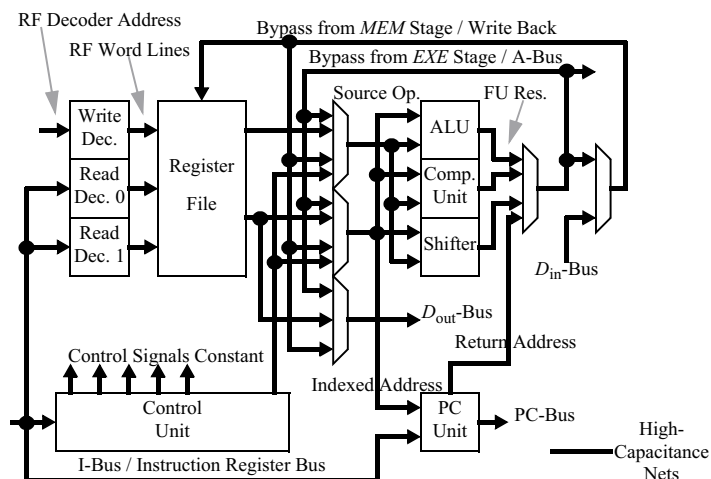 RF Decoder Address
Bypass from MEM Stage / Write Back
RF Word Lines
Bypass from EXE Stage / A-Bus
Source Op.
FU Res.
Write
Dec.
Read
Dec. 0
Read
Dec. 1
Register
File
ALU
Comp.
Unit
Shifter
Din-Bus
Dout-Bus
Return Address
Control Signals Constant
Indexed Address
Control
Unit
PC
Unit
PC-Bus
I-Bus / Instruction Register Bus
High-
Capacitance
Nets